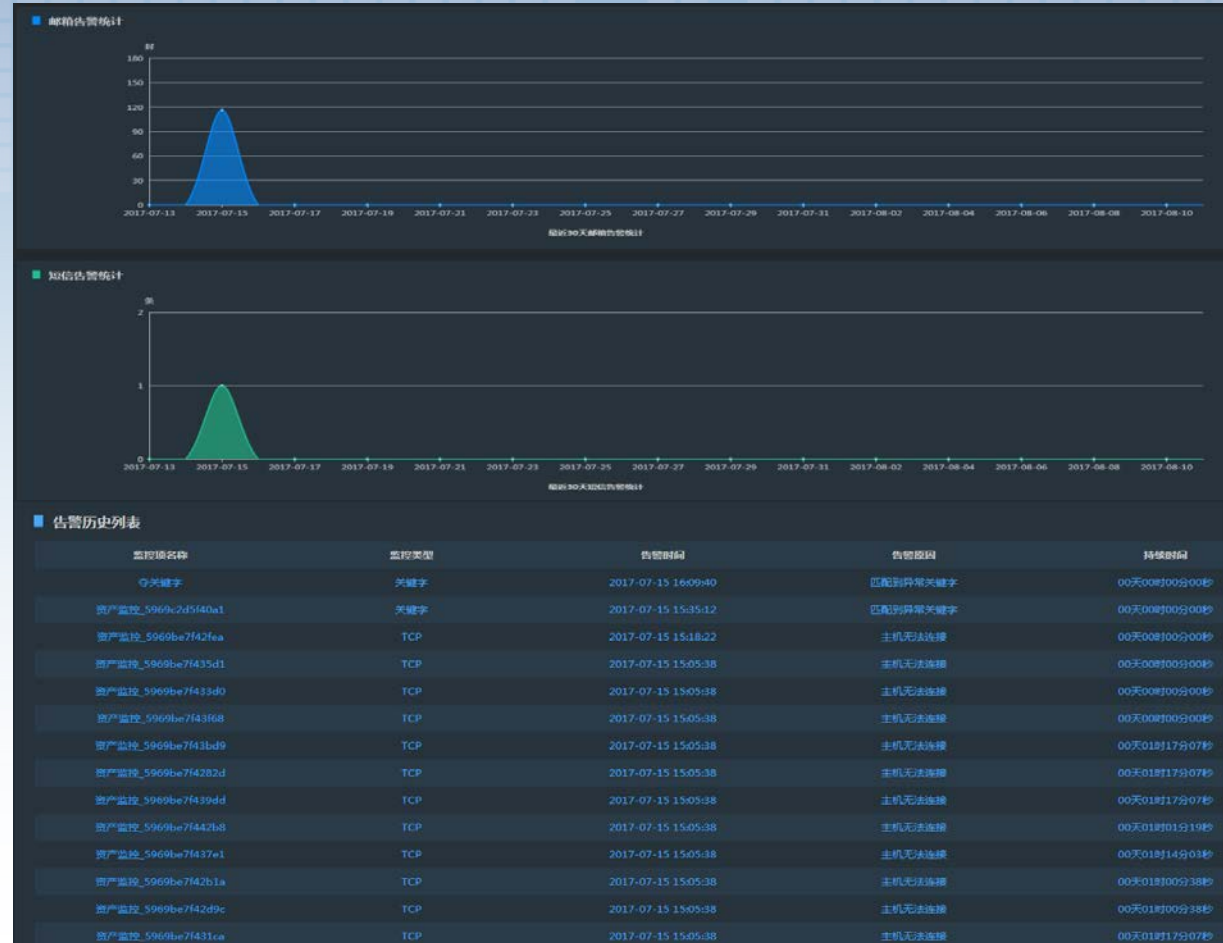 邮箱告警统计
封
180
150
120
90
60
30
0
2017-07-13 2017-07-15 2017-07-17 2017-07-19 2017-07-21 2017-07-23 2017-07-25 2017-07-27 2017-07-29 2017-07-31 2017-08-02 2017-08-04 2017-08-06 2017-08-08 2017-08-10
最近30天邮箱告警统计
短信告警统计
条
2
1
0
2017-07-13 2017-07-15 2017-07-17 2017-07-19 2017-07-21 2017-07-23 2017-07-25 2017-07-27 2017-07-29 2017-07-31 2017-08-02 2017-08-04 2017-08-06 2017-08-08 2017-08-10
最近30天短信告警统计
告警历史列表
监控项名称 监控类型 告警时间 告警原因 持续时间
关键字 关键字 2017-07-15 16:09:40 匹配到异常关键字 00天00时00分00秒
资产监控_5969c2d5f40a1 关键字 2017-07-15 15:35:12 匹配到异常关键字 00天00时00分00秒
资产监控_5969be7f42fea TCP 2017-07-15 15:18:22 主机无法连接 00天00时00分00秒
资产监控_5969be7f435d1 TCP 2017-07-15 15:05:38 主机无法连接 00天00时00分00秒
资产监控_5969be7f433d0 TCP 2017-07-15 15:05:38 主机无法连接 00天00时00分00秒
资产监控_5969be7f43f68 TCP 2017-07-15 15:05:38 主机无法连接 00天00时00分00秒
资产监控_5969be7f43bd9 TCP 2017-07-15 15:05:38 主机无法连接 00天01时17分07秒
资产监控_5969be7f4282d TCP 2017-07-15 15:05:38 主机无法连接 00天01时17分07秒
资产监控_5969be7f439dd TCP 2017-07-15 15:05:38 主机无法连接 00天01时17分07秒
资产监控_5969be7f442b8 TCP 2017-07-15 15:05:38 主机无法连接 00天01时01分19秒
资产监控_5969be7f437e1 TCP 2017-07-15 15:05:38 主机无法连接 00天01时14分03秒
资产监控_5969be7f42b1a TCP 2017-07-15 15:05:38 主机无法连接 00天01时00分38秒
资产监控_5969be7f42d9c TCP 2017-07-15 15:05:38 主机无法连接 00天01时00分38秒
资产监控_5969be7f431ca TCP 2017-07-15 15:05:38 主机无法连接 00天01时17分07秒